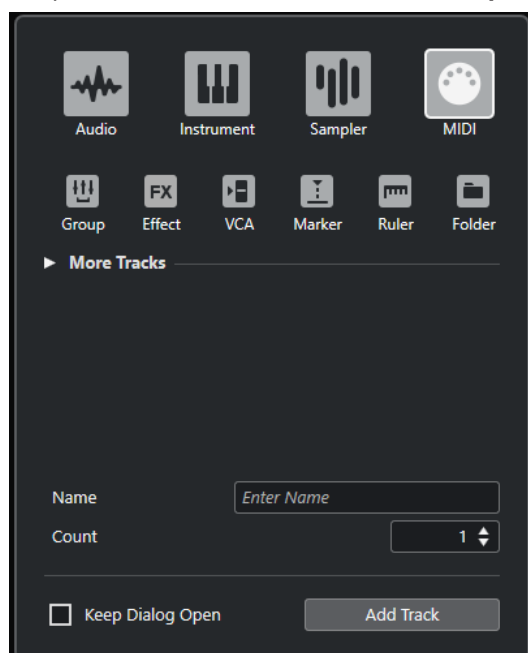 Audio Instrument Sampler MIDI
FX
Group Effect VCA Marker Ruler Folder
More Tracks
Name Enter Name
Count 1
Keep Dialog Open Add Track